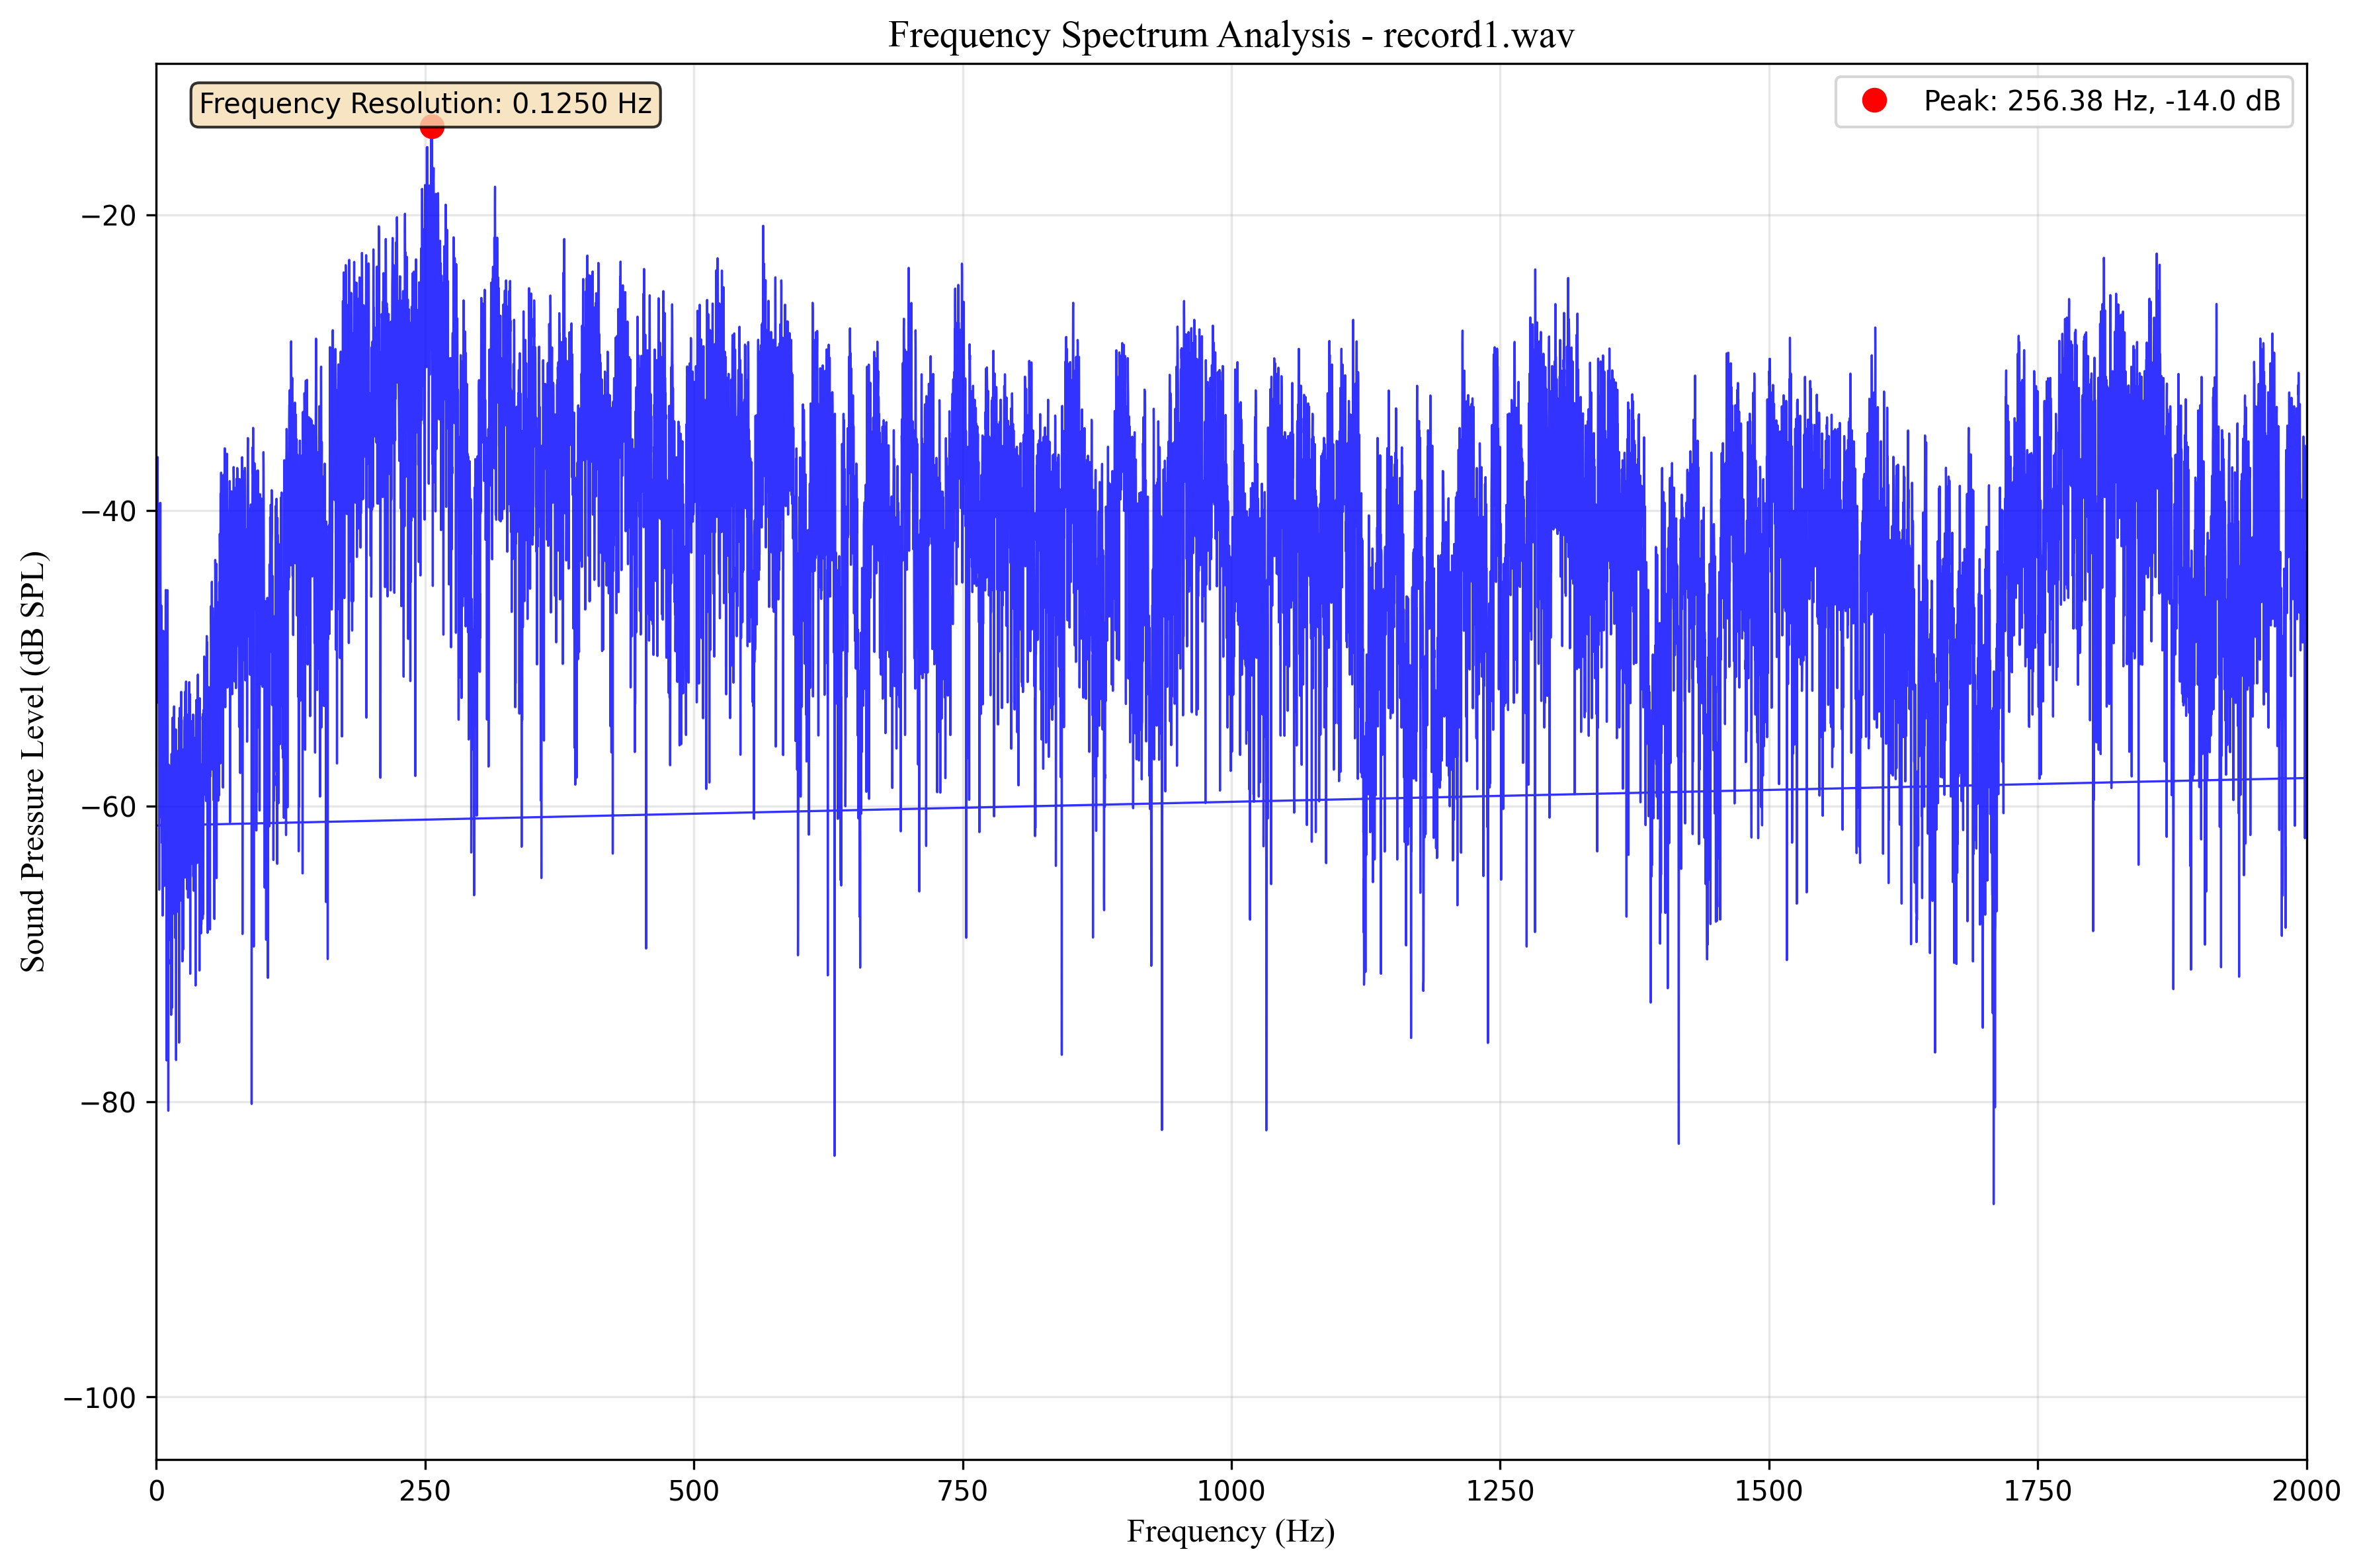 Frequency Spectrum Analysis - record1.wav
Frequency Resolution: 0.1250 Hz
Peak: 256.38 Hz, -14.0 dB
Sound Pressure Level (dB SPL)
−20
−40
−60
−80
−100
0 250 500 750 1000 1250 1500 1750 2000
Frequency (Hz)